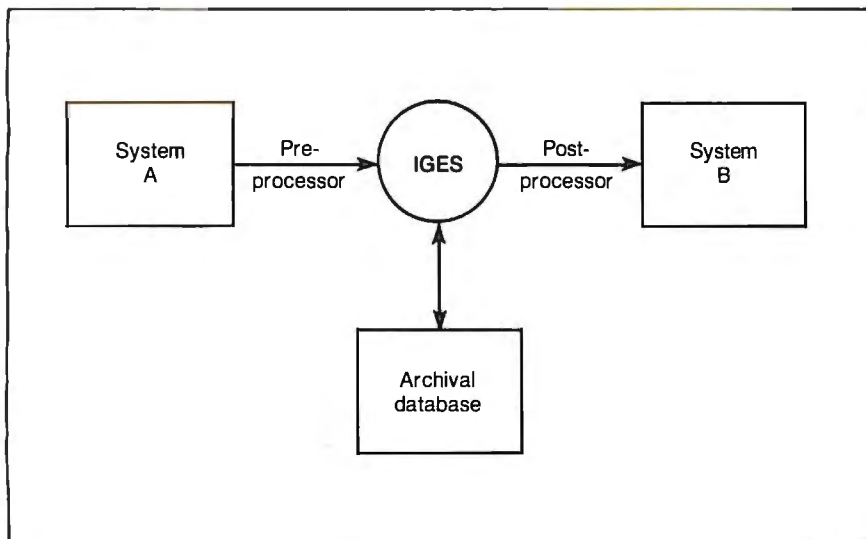 System
A
Pre-
processor
IGES
Post-
processor
System
B
Archival
database